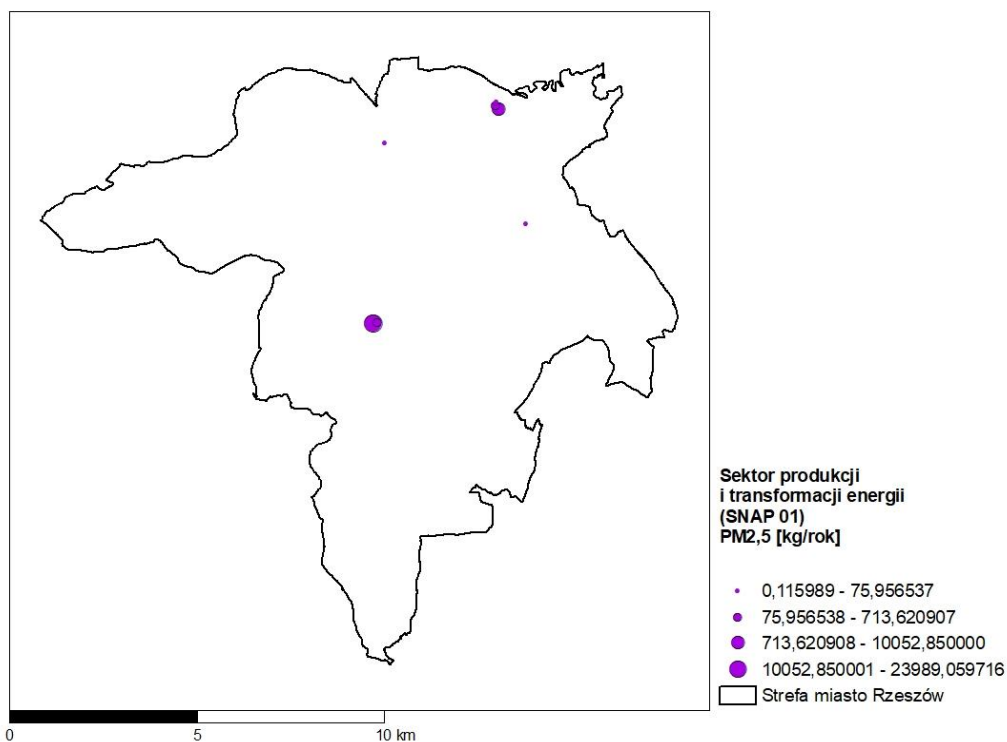 Sektor produkcji
i transformacji energii
(SNAP 01)
PM2,5 [kg/rok]
0,115989 - 75,956537
75,956538 - 713,620907
713,620908 - 10052,850000
10052,850001 - 23989,059716
Strefa miasto Rzeszów
0 5 10 km